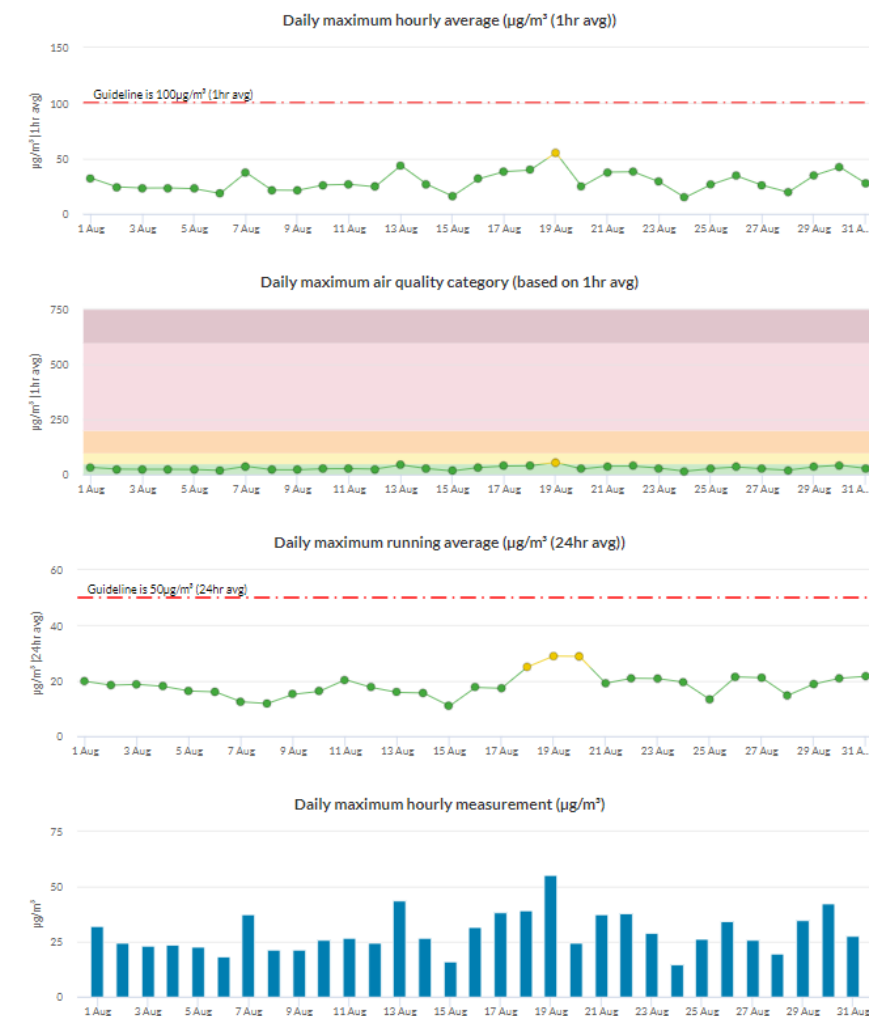 Daily maximum hourly average (µg/m³ (1hr avg))
150
Guideline is 100µg/m³ (1hr avg)
100
50
0
µg/m³ (1hr avg)
1 Aug 3 Aug 5 Aug 7 Aug 9 Aug 11 Aug 13 Aug 15 Aug 17 Aug 19 Aug 21 Aug 23 Aug 25 Aug 27 Aug 29 Aug 31 A...
Daily maximum air quality category (based on 1hr avg)
750
500
250
0
µg/m³ (1hr avg)
1 Aug 3 Aug 5 Aug 7 Aug 9 Aug 11 Aug 13 Aug 15 Aug 17 Aug 19 Aug 21 Aug 23 Aug 25 Aug 27 Aug 29 Aug 31 A...
Daily maximum running average (µg/m³ (24hr avg))
60
Guideline is 50µg/m³ (24hr avg)
40
20
0
µg/m³ (24hr avg)
1 Aug 3 Aug 5 Aug 7 Aug 9 Aug 11 Aug 13 Aug 15 Aug 17 Aug 19 Aug 21 Aug 23 Aug 25 Aug 27 Aug 29 Aug 31 A...
Daily maximum hourly measurement (µg/m³)
75
50
25
0
µg/m³
1 Aug 3 Aug 5 Aug 7 Aug 9 Aug 11 Aug 13 Aug 15 Aug 17 Aug 19 Aug 21 Aug 23 Aug 25 Aug 27 Aug 29 Aug 31 Aug